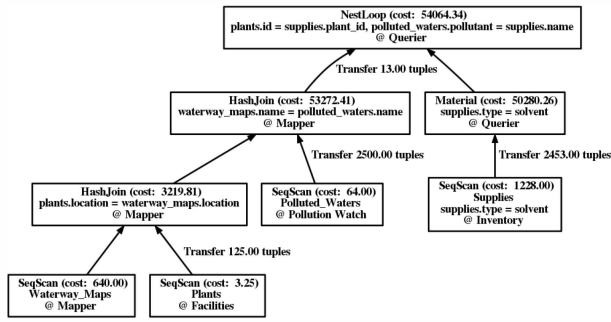 NestLoop (cost: 54064.34)
plants.id = supplies.plant_id, polluted_waters.pollutant = supplies.name
@ Querier
Transfer 13.00 tuples
HashJoin (cost: 53272.41)
waterway_maps.name = polluted_waters.name
@ Mapper
Material (cost: 50280.26)
supplies.type = solvent
@ Querier
Transfer 2500.00 tuples
Transfer 2453.00 tuples
HashJoin (cost: 3219.81)
plants.location = waterway_maps.location
@ Mapper
SeqScan (cost: 64.00)
Polluted_Waters
@ Pollution Watch
SeqScan (cost: 1228.00)
Supplies
supplies.type = solvent
@ Inventory
Transfer 125.00 tuples
SeqScan (cost: 640.00)
Waterway_Maps
@ Mapper
SeqScan (cost: 3.25)
Plants
@ Facilities